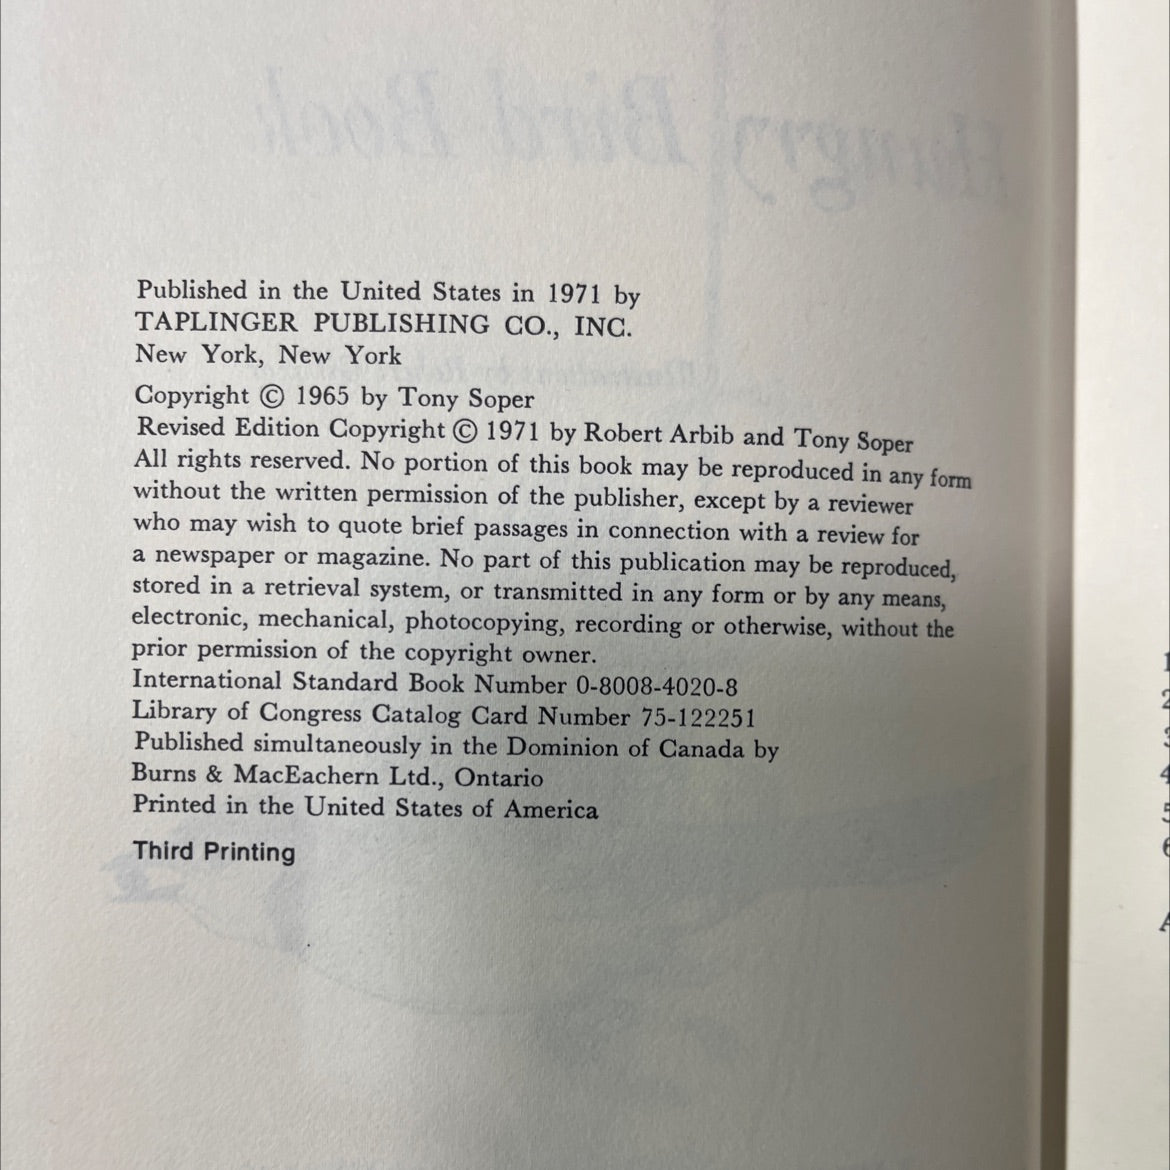 Published in the United States in 1971 by
TAPLINGER PUBLISHING CO., INC.
New York, New York
Copyright © 1965 by Tony Soper
Revised Edition Copyright © 1971 by Robert Arbib and Tony Soper
All rights reserved. No portion of this book may be reproduced in any form
without the written permission of the publisher, except by a reviewer
who may wish to quote brief passages in connection with a review for
a newspaper or magazine. No part of this publication may be reproduced,
stored in a retrieval system, or transmitted in any form or by any means,
electronic, mechanical, photocopying, recording or otherwise, without the
prior permission of the copyright owner.
International Standard Book Number 0-8008-4020-8
Library of Congress Catalog Card Number 75-122251
Published simultaneously in the Dominion of Canada by
Burns & MacEachern Ltd., Ontario
Printed in the United States of America
Third Printing